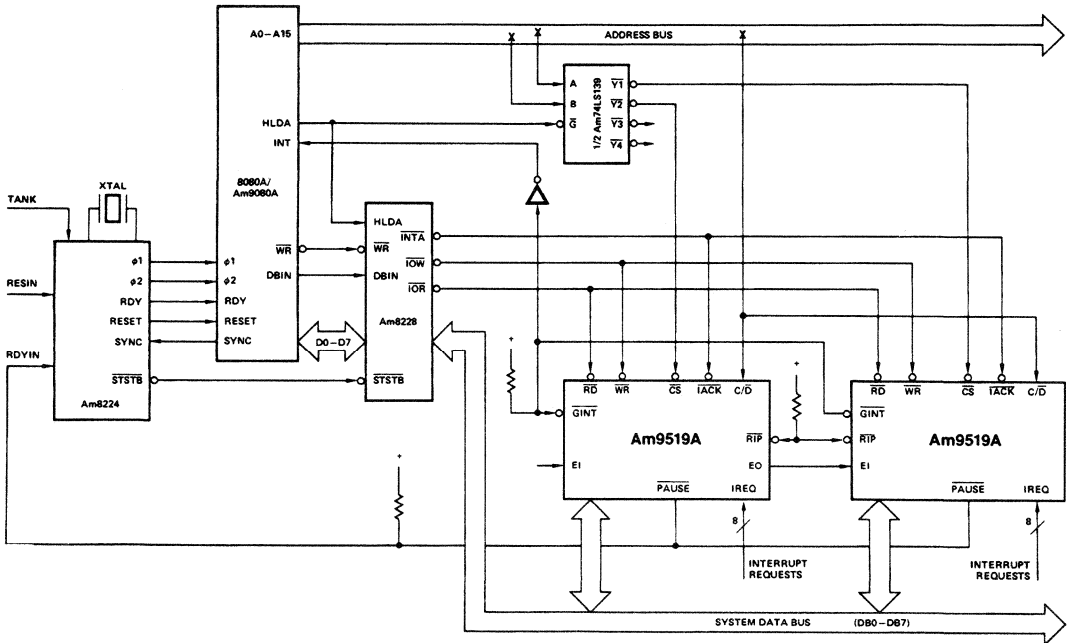 A0–A15
ADDRESS BUS
HLDA
INT
8080A/
Am9080A
WR
DBIN
φ1
φ2
RDY
RESET
SYNC
D0–D7
A
B
G
1/2 Am74LS139
Y1
Y2
Y3
Y4
TANK
XTAL
RESIN
RDYIN
φ1
φ2
RDY
RESET
SYNC
STSTB
Am8224
HLDA
WR
DBIN
INTA
IOW
IOR
Am8228
STSTB
+
+
+
RD
WR
CS
IACK
C/D
GINT
Am9519A
RIP
EI
EO
PAUSE
IREQ
8
INTERRUPT
REQUESTS
RD
WR
CS
IACK
C/D
GINT
Am9519A
RIP
EI
PAUSE
IREQ
8
INTERRUPT
REQUESTS
SYSTEM DATA BUS (DB0–DB7)